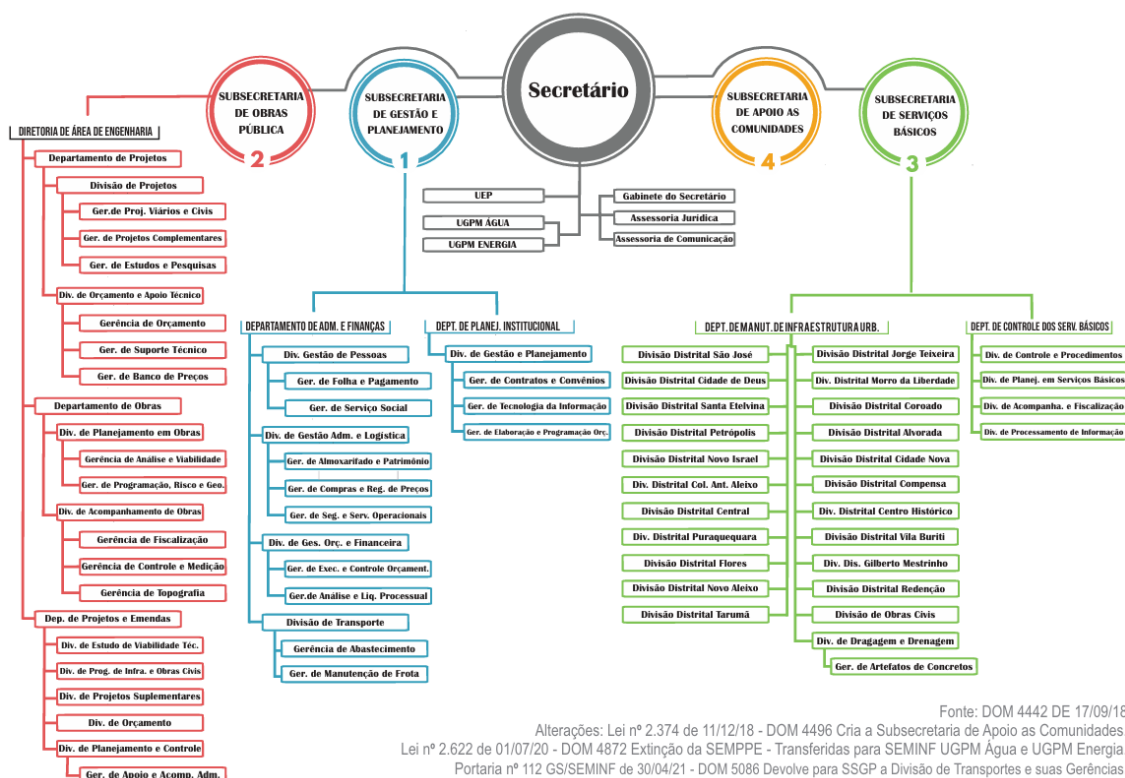 Secretário
SUBSECRETARIA
DE OBRAS
PÚBLICA
2
SUBSECRETARIA
DE GESTÃO E
PLANEJAMENTO
1
SUBSECRETARIA
DE APOIO AS
COMUNIDADES
4
SUBSECRETARIA
DE SERVIÇOS
BÁSICOS
3
UEP
UGPM ÁGUA
UGPM ENERGIA
Gabinete do Secretário
Assessoria Jurídica
Assessoria de Comunicação
DIRETORIA DE ÁREA DE ENGENHARIA
Departamento de Projetos
Divisão de Projetos
Ger.de Proj. Viários e Civis
Ger. de Projetos Complementares
Ger. de Estudos e Pesquisas
Div. de Orçamento e Apoio Técnico
Gerência de Orçamento
Ger. de Suporte Técnico
Ger. de Banco de Preços
Departamento de Obras
Div. de Planejamento em Obras
Gerência de Análise e Viabilidade
Ger. de Programação, Risco e Geo.
Div. de Acompanhamento de Obras
Gerência de Fiscalização
Gerência de Controle e Medição
Gerência de Topografia
Dep. de Projetos e Emendas
Div. de Estudo de Viabilidade Téc.
Div. de Prog. de Infra. e Obras Civis
Div. de Projetos Suplementares
Div. de Orçamento
Div. de Planejamento e Controle
Ger. de Apoio e Acomp. Adm.
DEPARTAMENTO DE ADM. E FINANÇAS
Div. Gestão de Pessoas
Ger. de Folha e Pagamento
Ger. de Serviço Social
Div. de Gestão Adm. e Logística
Ger. de Almoxarifado e Patrimônio
Ger. de Compras e Reg. de Preços
Ger. de Seg. e Serv. Operacionais
Div. de Ges. Orç. e Financeira
Ger. de Exec. e Controle Orçament.
Ger.de Análise e Liq. Processual
Divisão de Transporte
Gerência de Abastecimento
Ger. de Manutenção de Frota
DEPT. DE PLANEJ. INSTITUCIONAL
Div. de Gestão e Planejamento
Ger. de Contratos e Convênios
Ger. de Tecnologia da Informação
Ger. de Elaboração e Programação Orç.
DEPT. DE MANUT. DE INFRAESTRUTURA URB.
Divisão Distrital São José
Divisão Distrital Cidade de Deus
Divisão Distrital Santa Etelvina
Divisão Distrital Petrópolis
Divisão Distrital Novo Israel
Div. Distrital Col. Ant. Aleixo
Divisão Distrital Central
Div. Distrital Puraquequara
Divisão Distrital Flores
Divisão Distrital Novo Aleixo
Divisão Distrital Tarumã
Divisão Distrital Jorge Teixeira
Div. Distrital Morro da Liberdade
Divisão Distrital Coroado
Divisão Distrital Alvorada
Divisão Distrital Cidade Nova
Divisão Distrital Compensa
Div. Distrital Centro Histórico
Divisão Distrital Vila Buriti
Div. Dis. Gilberto Mestrinho
Divisão Distrital Redenção
Divisão de Obras Civis
Div. de Dragagem e Drenagem
Ger. de Artefatos de Concretos
DEPT. DE CONTROLE DOS SERV. BÁSICOS
Div. de Controle e Procedimentos
Div. de Planej. em Serviços Básicos
Div. de Acompanha. e Fiscalização
Div. de Processamento de Informação
Fonte: DOM 4442 DE 17/09/18
Alterações: Lei nº 2.374 de 11/12/18 - DOM 4496 Cria a Subsecretaria de Apoio as Comunidades.
Lei nº 2.622 de 01/07/20 - DOM 4872 Extinção da SEMPPE - Transferidas para SEMINF UGPM Água e UGPM Energia.
Portaria nº 112 GS/SEMINF de 30/04/21 - DOM 5086 Devolve para SSGP a Divisão de Transportes e suas Gerências.